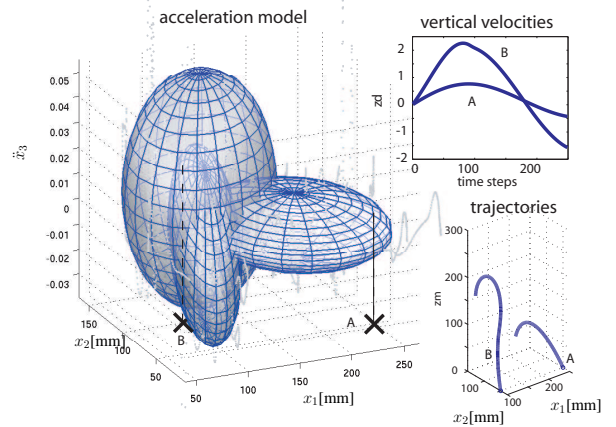 acceleration model
0.05
0.04
0.03
0.02
0.01
0
-0.01
-0.02
-0.03
ẍ₃
150
100
50
x₂[mm]
50
100
150
200
250
x₁[mm]
B
A
vertical velocities
2
1
0
-1
-2
zd
B
A
0
100
200
time steps
trajectories
300
200
100
0
zm
B
A
100
100
200
x₂[mm]
x₁[mm]